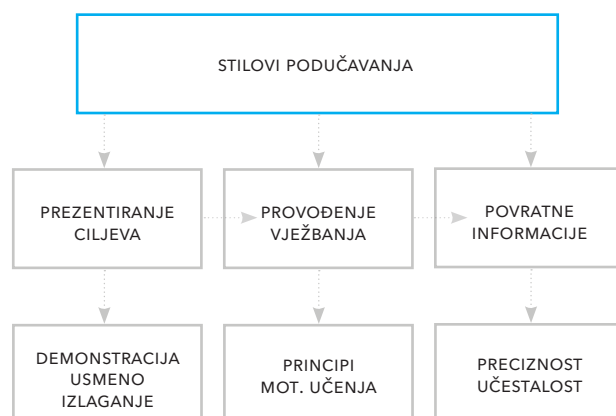 STILOVI PODUČAVANJA
PREZENTIRANJE
CILJEVA
PROVOĐENJE
VJEŽBANJA
POVRATNE
INFORMACIJE
DEMONSTRACIJA
USMENO
IZLAGANJE
PRINCIPI
MOT. UČENJA
PRECIZNOST
UČESTALOST